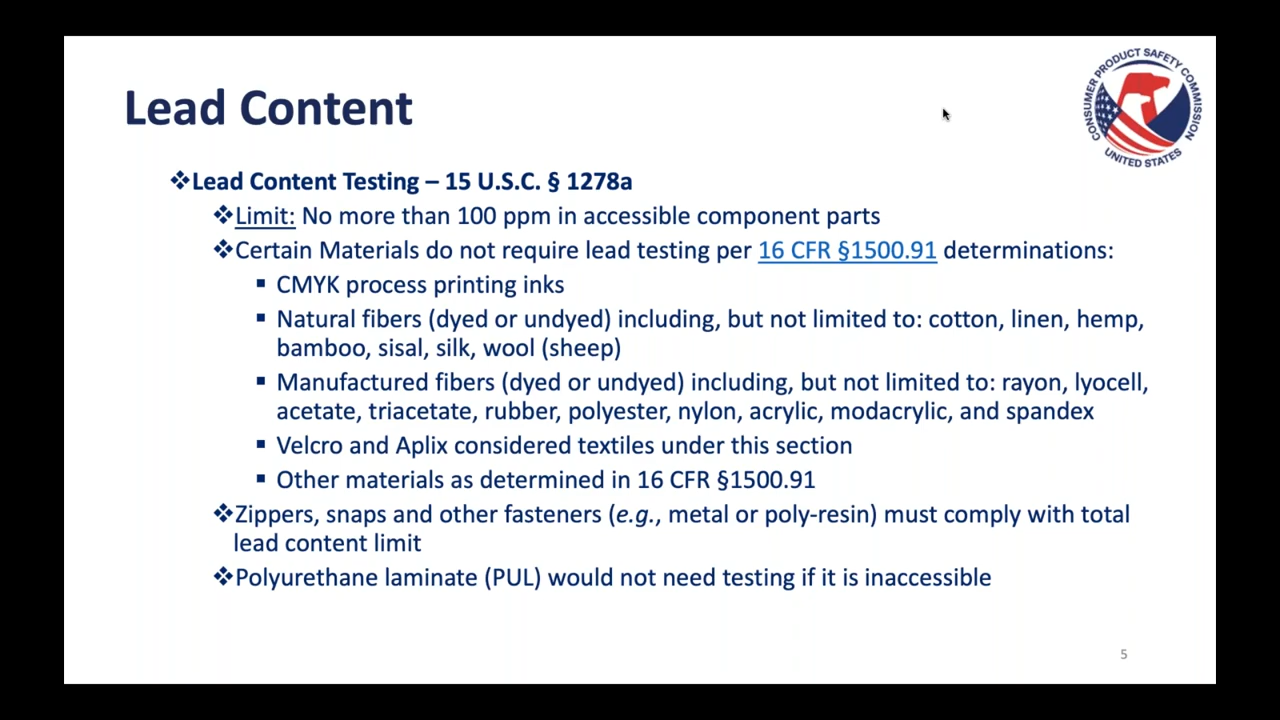 Lead Content
CONSUMER PRODUCT SAFETY COMMISSION
UNITED STATES
❖Lead Content Testing – 15 U.S.C. § 1278a
❖Limit: No more than 100 ppm in accessible component parts
❖Certain Materials do not require lead testing per 16 CFR §1500.91 determinations:
▪ CMYK process printing inks
▪ Natural fibers (dyed or undyed) including, but not limited to: cotton, linen, hemp,
bamboo, sisal, silk, wool (sheep)
▪ Manufactured fibers (dyed or undyed) including, but not limited to: rayon, lyocell,
acetate, triacetate, rubber, polyester, nylon, acrylic, modacrylic, and spandex
▪ Velcro and Aplix considered textiles under this section
▪ Other materials as determined in 16 CFR §1500.91
❖Zippers, snaps and other fasteners (e.g., metal or poly-resin) must comply with total
lead content limit
❖Polyurethane laminate (PUL) would not need testing if it is inaccessible
5